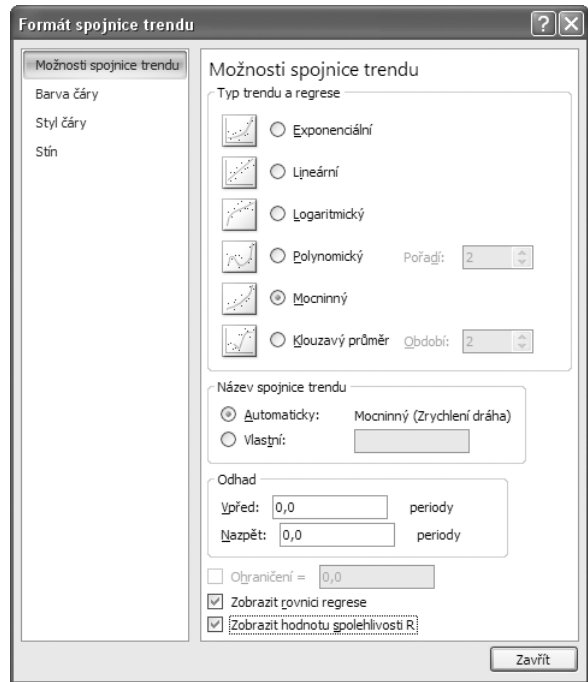 Formát spojnice trendu
Možnosti spojnice trendu
Barva čáry
Styl čáry
Stín
Možnosti spojnice trendu
Typ trendu a regrese
Exponenciální
Lineární
Logaritmický
Polynomický Pořadí: 2
Mocninný
Klouzavý průměr Období: 2
Název spojnice trendu
Automaticky: Mocninný (Zrychlení dráha)
Vlastní:
Odhad
Vpřed: 0,0 periody
Nazpět: 0,0 periody
Ohraničení = 0,0
Zobrazit rovnici regrese
Zobrazit hodnotu spolehlivosti R
Zavřít